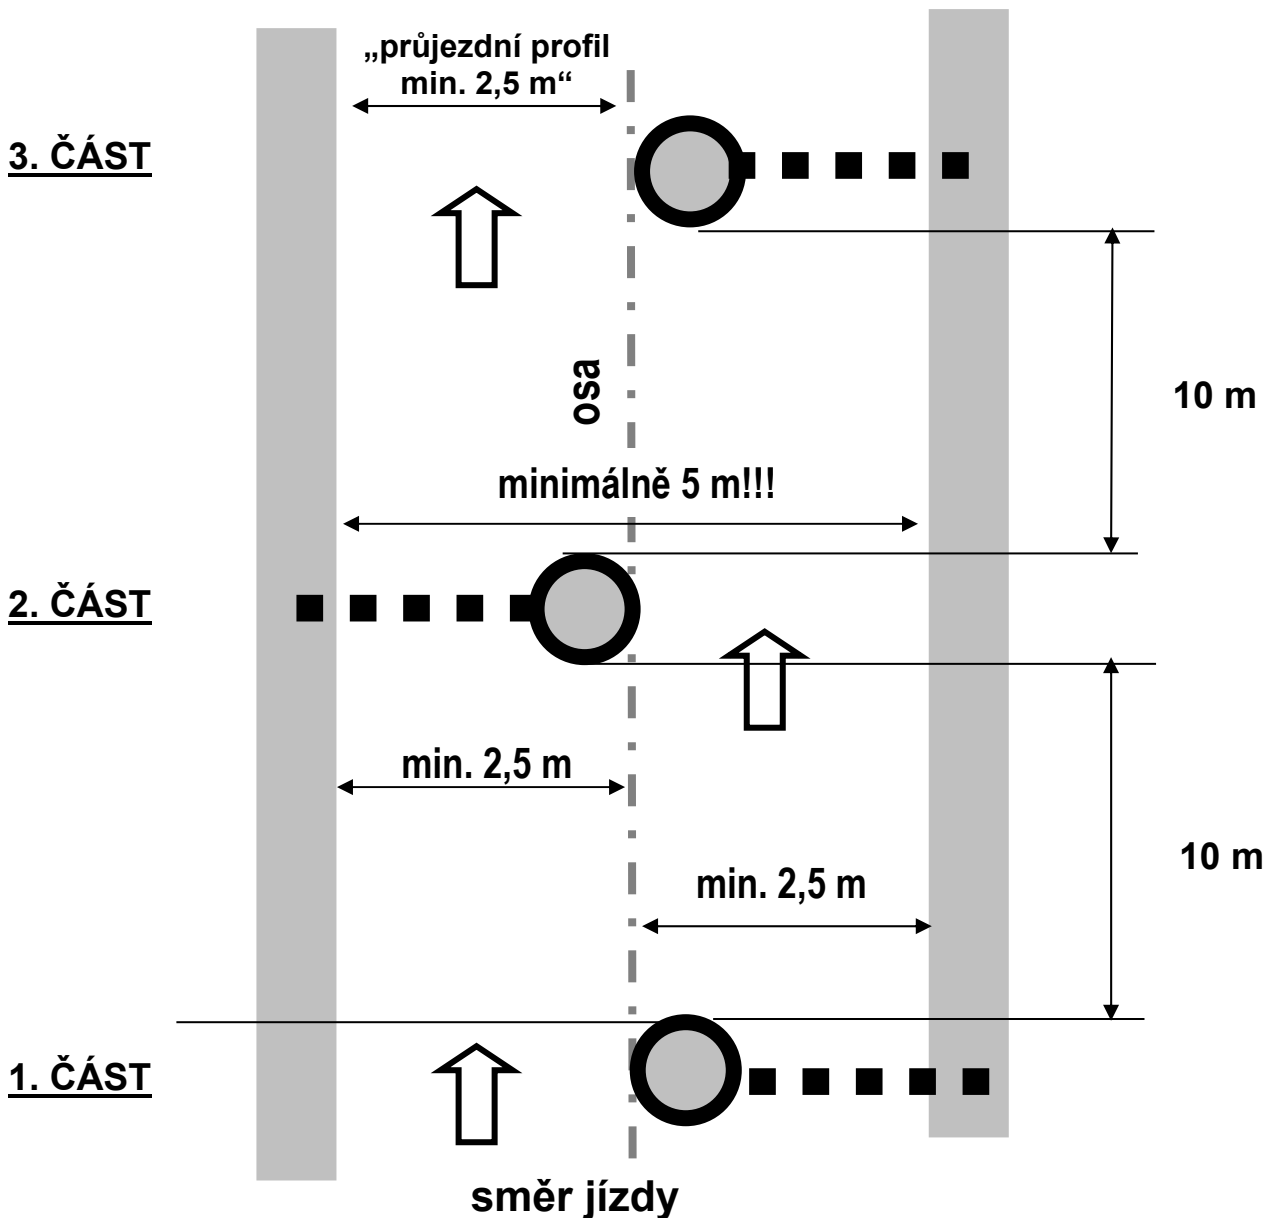 „průjezdní profil
min. 2,5 m“
3. ČÁST
osa
10 m
minimálně 5 m!!!
2. ČÁST
min. 2,5 m
10 m
min. 2,5 m
1. ČÁST
směr jízdy